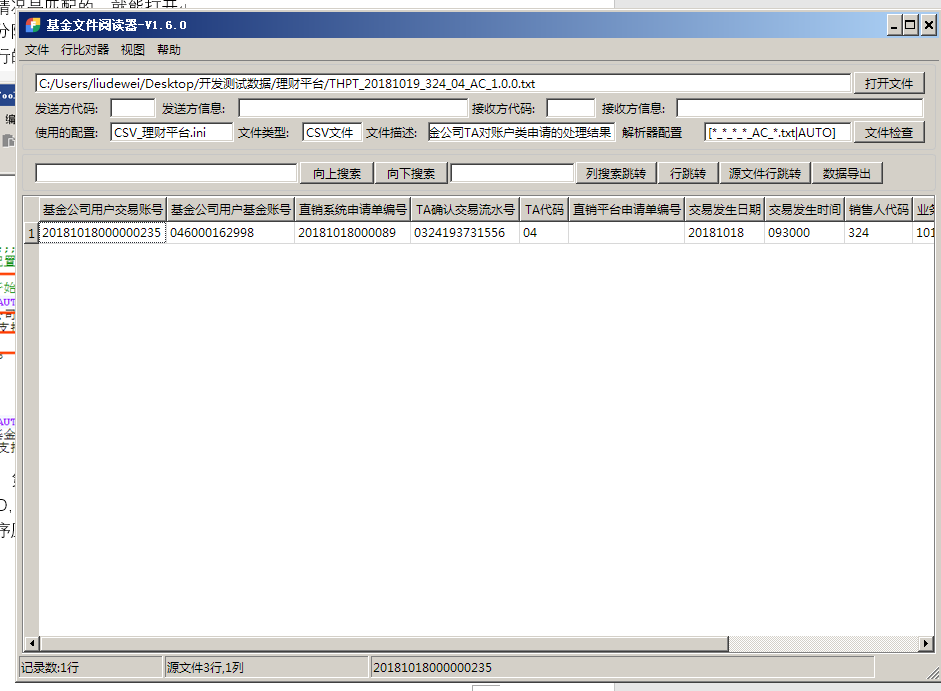 情况是匹配的，就能打开。
基金文件阅读器-V1.6.0
文件 行比对器 视图 帮助
C:/Users/liudewei/Desktop/开发测试数据/理财平台/THPT_20181019_324_04_AC_1.0.0.txt 打开文件
发送方代码: 发送方信息: 接收方代码: 接收方信息:
使用的配置: CSV_理财平台.ini 文件类型: CSV文件 文件描述: 金公司TA对账户类申请的处理结果 解析器配置 [*_*_*_*_AC_*.txt|AUTO] 文件检查
向上搜索 向下搜索 列搜索跳转 行跳转 源文件行跳转 数据导出
基金公司用户交易账号 基金公司用户基金账号 直销系统申请单编号 TA确认交易流水号 TA代码 直销平台申请单编号 交易发生日期 交易发生时间 销售人代码 业务
1 20181018000000235 046000162998 20181018000089 0324193731556 04 20181018 093000 324 101
记录数:1行 源文件3行,1列 20181018000000235